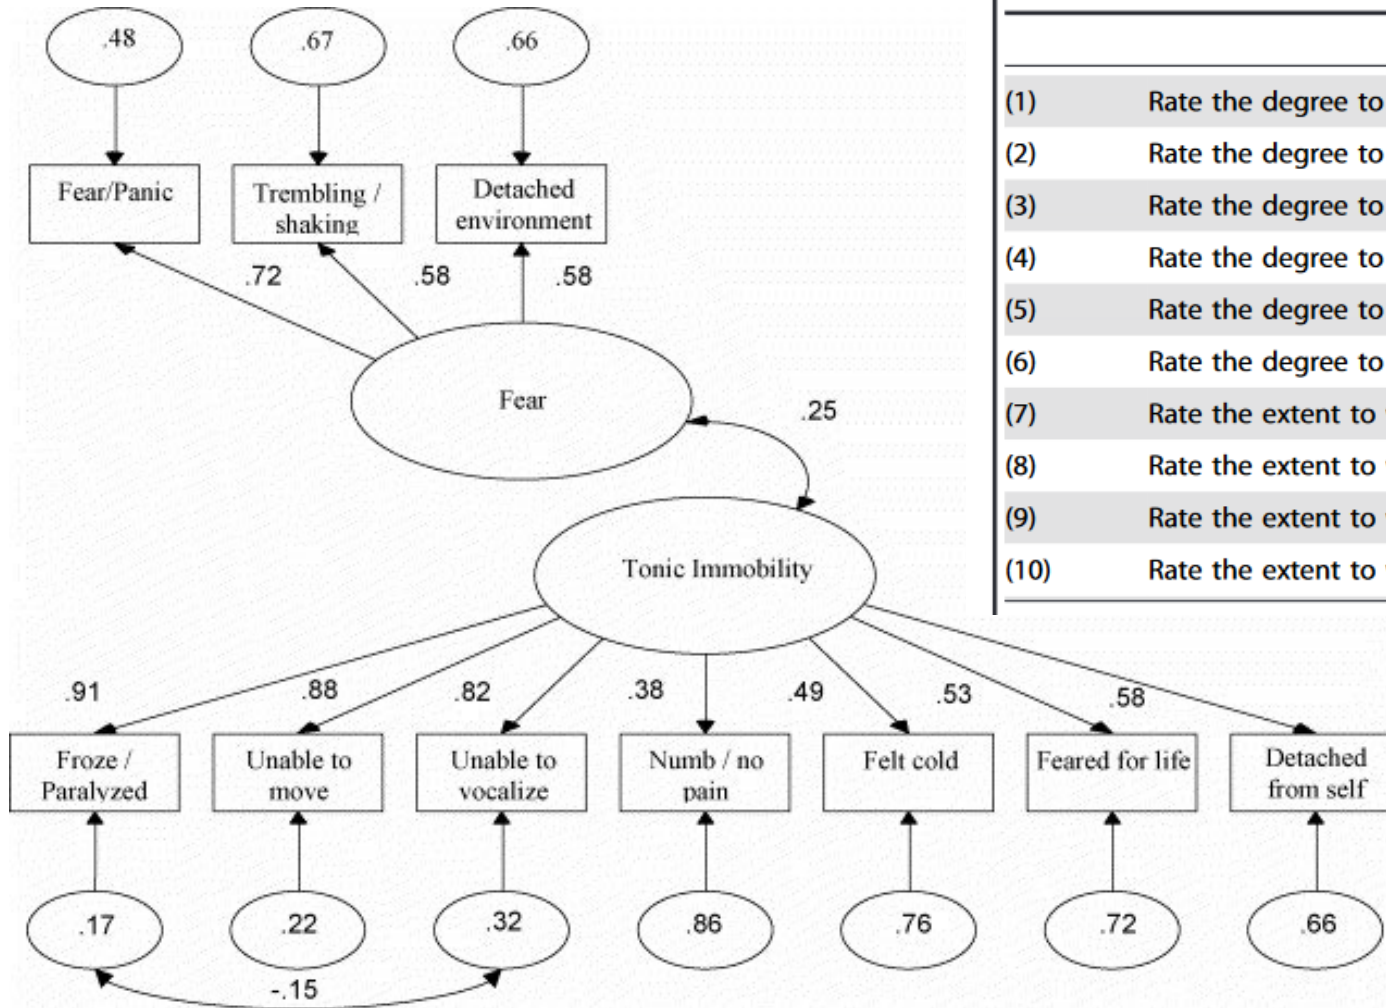 .48
.67
.66
Fear/Panic
Trembling /
shaking
Detached
environment
.72
.58
.58
Fear
.25
Tonic Immobility
.91
.88
.82
.38
.49
.53
.58
Froze /
Paralyzed
Unable to
move
Unable to
vocalize
Numb / no
pain
Felt cold
Feared for life
Detached
from self
.17
.22
.32
.86
.76
.72
.66
-.15
(1) Rate the degree to
(2) Rate the degree to
(3) Rate the degree to
(4) Rate the degree to
(5) Rate the degree to
(6) Rate the degree to
(7) Rate the extent to
(8) Rate the extent to
(9) Rate the extent to
(10) Rate the extent to